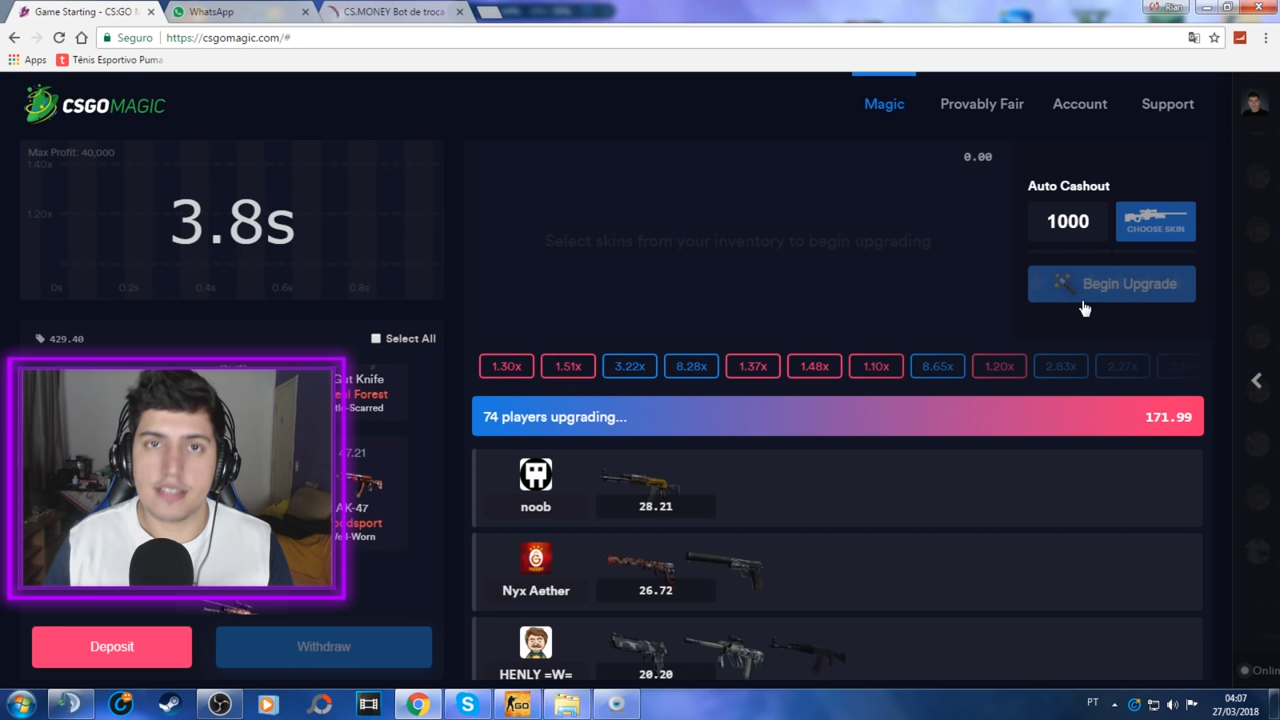 Game Starting - CS:GO M
WhatsApp
CS.MONEY Bot de troca
Rian
Seguro
https://csgomagic.com/#
Apps
Tênis Esportivo Puma
CSGOMAGIC
Magic
Provably Fair
Account
Support
Max Profit: 40,000
1.40x
1.20x
3.8s
0s
0.2s
0.4s
0.6s
0.8s
0.00
Select skins from your inventory to begin upgrading
Auto Cashout
1000
CHOOSE SKIN
Begin Upgrade
429.40
Select All
1.30x
1.51x
3.22x
8.28x
1.37x
1.48x
1.10x
8.65x
1.20x
2.83x
2.27x
Gut Knife
eal Forest
tle-Scarred
47.21
AK-47
oodsport
Well-Worn
74 players upgrading...
171.99
noob
28.21
Nyx Aether
26.72
HENLY =W=
20.20
Deposit
Withdraw
Onlin
PT
04:07
27/03/2018
GO